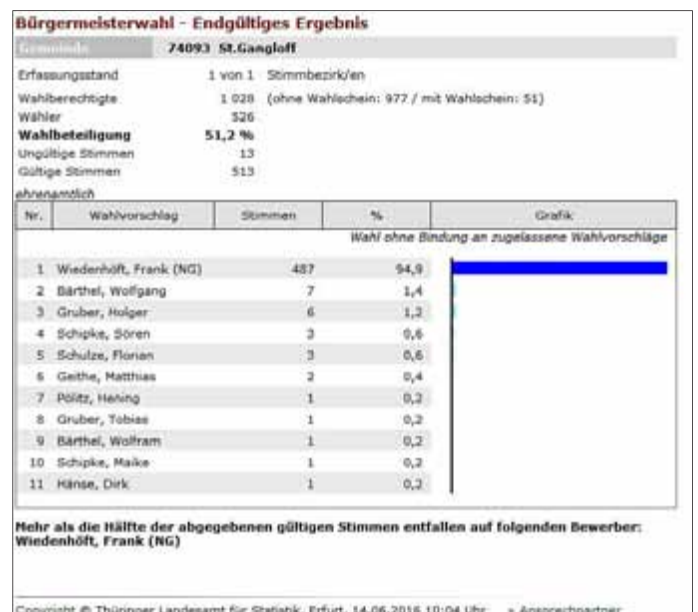 Bürgermeisterwahl - Endgültiges Ergebnis
Gemeinde 74093 St.Gangloff
Erfassungsstand 1 von 1 Stimmbezirk/en
Wahlberechtigte 1 028 (ohne Wahlschein: 977 / mit Wahlschein: 51)
Wähler 526
Wahlbeteiligung 51,2 %
Ungültige Stimmen 13
Gültige Stimmen 513
ehrenamtlich
Nr. Wahlvorschlag Stimmen % Grafik
Wahl ohne Bindung an zugelassene Wahlvorschläge
1 Wiedenhöft, Frank (NG) 487 94,9
2 Bärthel, Wolfgang 7 1,4
3 Gruber, Holger 6 1,2
4 Schipke, Sören 3 0,6
5 Schulze, Florian 3 0,6
6 Geithe, Matthias 2 0,4
7 Pölitz, Hening 1 0,2
8 Gruber, Tobias 1 0,2
9 Bärthel, Wolfram 1 0,2
10 Schipke, Maike 1 0,2
11 Hänse, Dirk 1 0,2
Mehr als die Hälfte der abgegebenen gültigen Stimmen entfallen auf folgenden Bewerber:
Wiedenhöft, Frank (NG)
Copyright © Thüringer Landesamt für Statistik, Erfurt, 14.06.2016 10:04 Uhr » Ansprechpartner